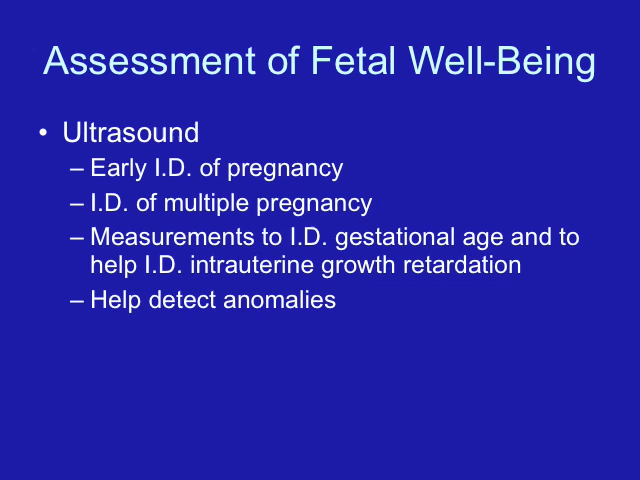 Assessment of Fetal Well-Being
• Ultrasound
– Early I.D. of pregnancy
– I.D. of multiple pregnancy
– Measurements to I.D. gestational age and to
help I.D. intrauterine growth retardation
– Help detect anomalies